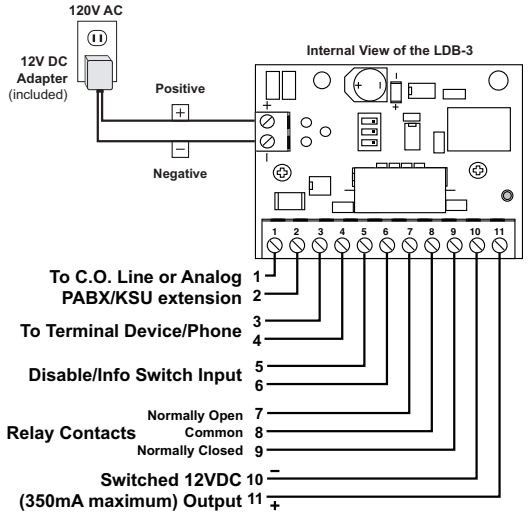 120V AC
12V DC
Adapter
(included)
Internal View of the LDB-3
Positive
+
−
Negative
+
−
+
−
−
+
1 2 3 4 5 6 7 8 9 10 11
To C.O. Line or Analog 1
PABX/KSU extension 2
To Terminal Device/Phone 3
4
Disable/Info Switch Input 5
6
Relay Contacts
Normally Open 7
Common 8
Normally Closed 9
Switched 12VDC 10 −
(350mA maximum) Output 11 +